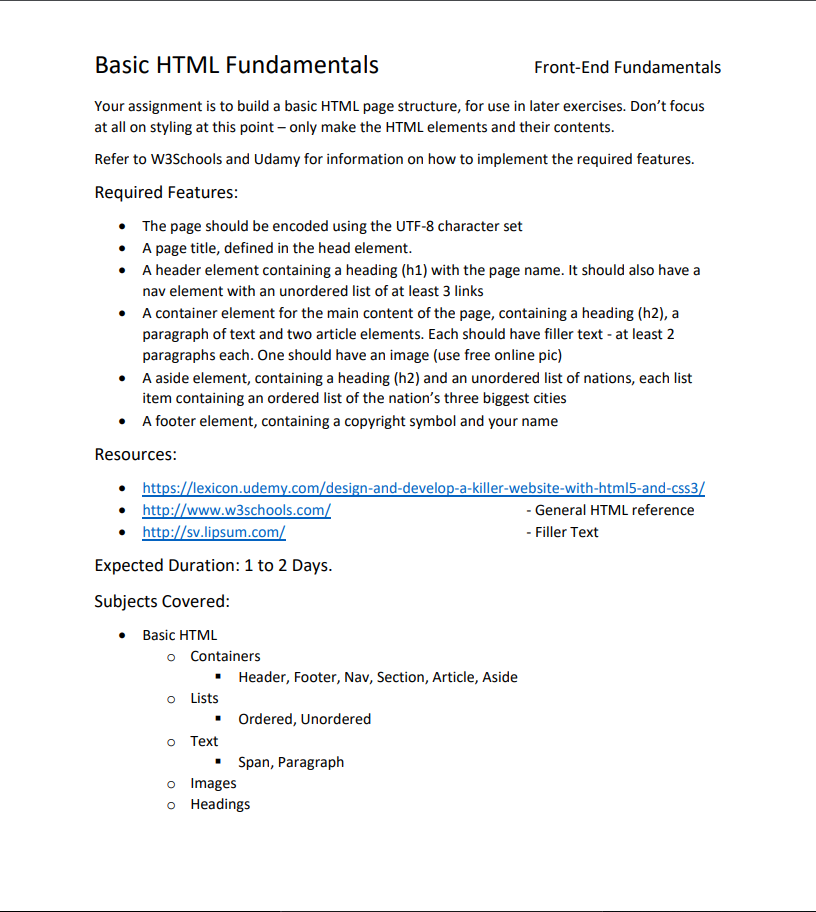 Basic HTML Fundamentals Front-End Fundamentals
Your assignment is to build a basic HTML page structure, for use in later exercises. Don’t focus
at all on styling at this point – only make the HTML elements and their contents.
Refer to W3Schools and Udamy for information on how to implement the required features.
Required Features:
• The page should be encoded using the UTF-8 character set
• A page title, defined in the head element.
• A header element containing a heading (h1) with the page name. It should also have a
nav element with an unordered list of at least 3 links
• A container element for the main content of the page, containing a heading (h2), a
paragraph of text and two article elements. Each should have filler text - at least 2
paragraphs each. One should have an image (use free online pic)
• A aside element, containing a heading (h2) and an unordered list of nations, each list
item containing an ordered list of the nation’s three biggest cities
• A footer element, containing a copyright symbol and your name
Resources:
• https://lexicon.udemy.com/design-and-develop-a-killer-website-with-html5-and-css3/
• http://www.w3schools.com/ - General HTML reference
• http://sv.lipsum.com/ - Filler Text
Expected Duration: 1 to 2 Days.
Subjects Covered:
• Basic HTML
o Containers
▪ Header, Footer, Nav, Section, Article, Aside
o Lists
▪ Ordered, Unordered
o Text
▪ Span, Paragraph
o Images
o Headings